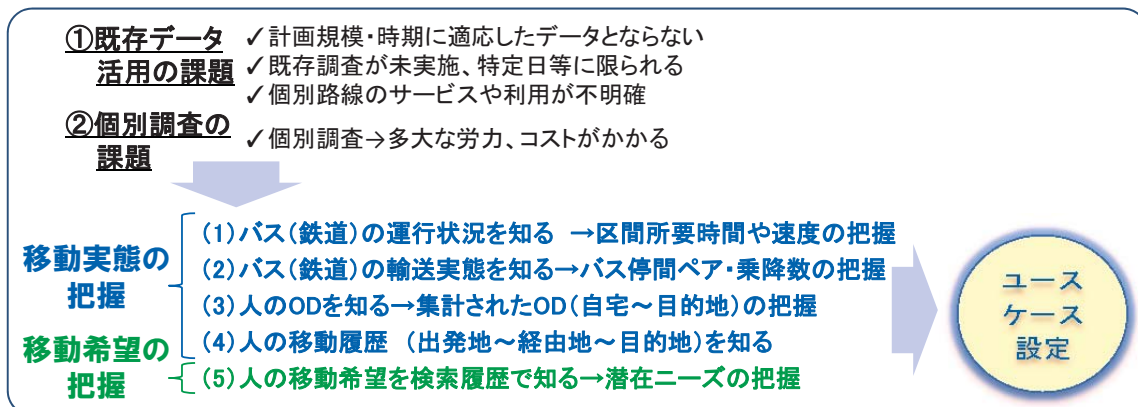 ①既存データ
活用の課題
✓計画規模・時期に適応したデータとならない
✓既存調査が未実施、特定日等に限られる
✓個別路線のサービスや利用が不明確
②個別調査の
課題
✓個別調査→多大な労力、コストがかかる
移動実態の
把握
(1)バス(鉄道)の運行状況を知る →区間所要時間や速度の把握
(2)バス(鉄道)の輸送実態を知る→バス停間ペア・乗降数の把握
(3)人のODを知る→集計されたOD(自宅～目的地)の把握
(4)人の移動履歴 (出発地～経由地～目的地)を知る
移動希望の
把握
(5)人の移動希望を検索履歴で知る→潜在ニーズの把握
ユース
ケース
設定